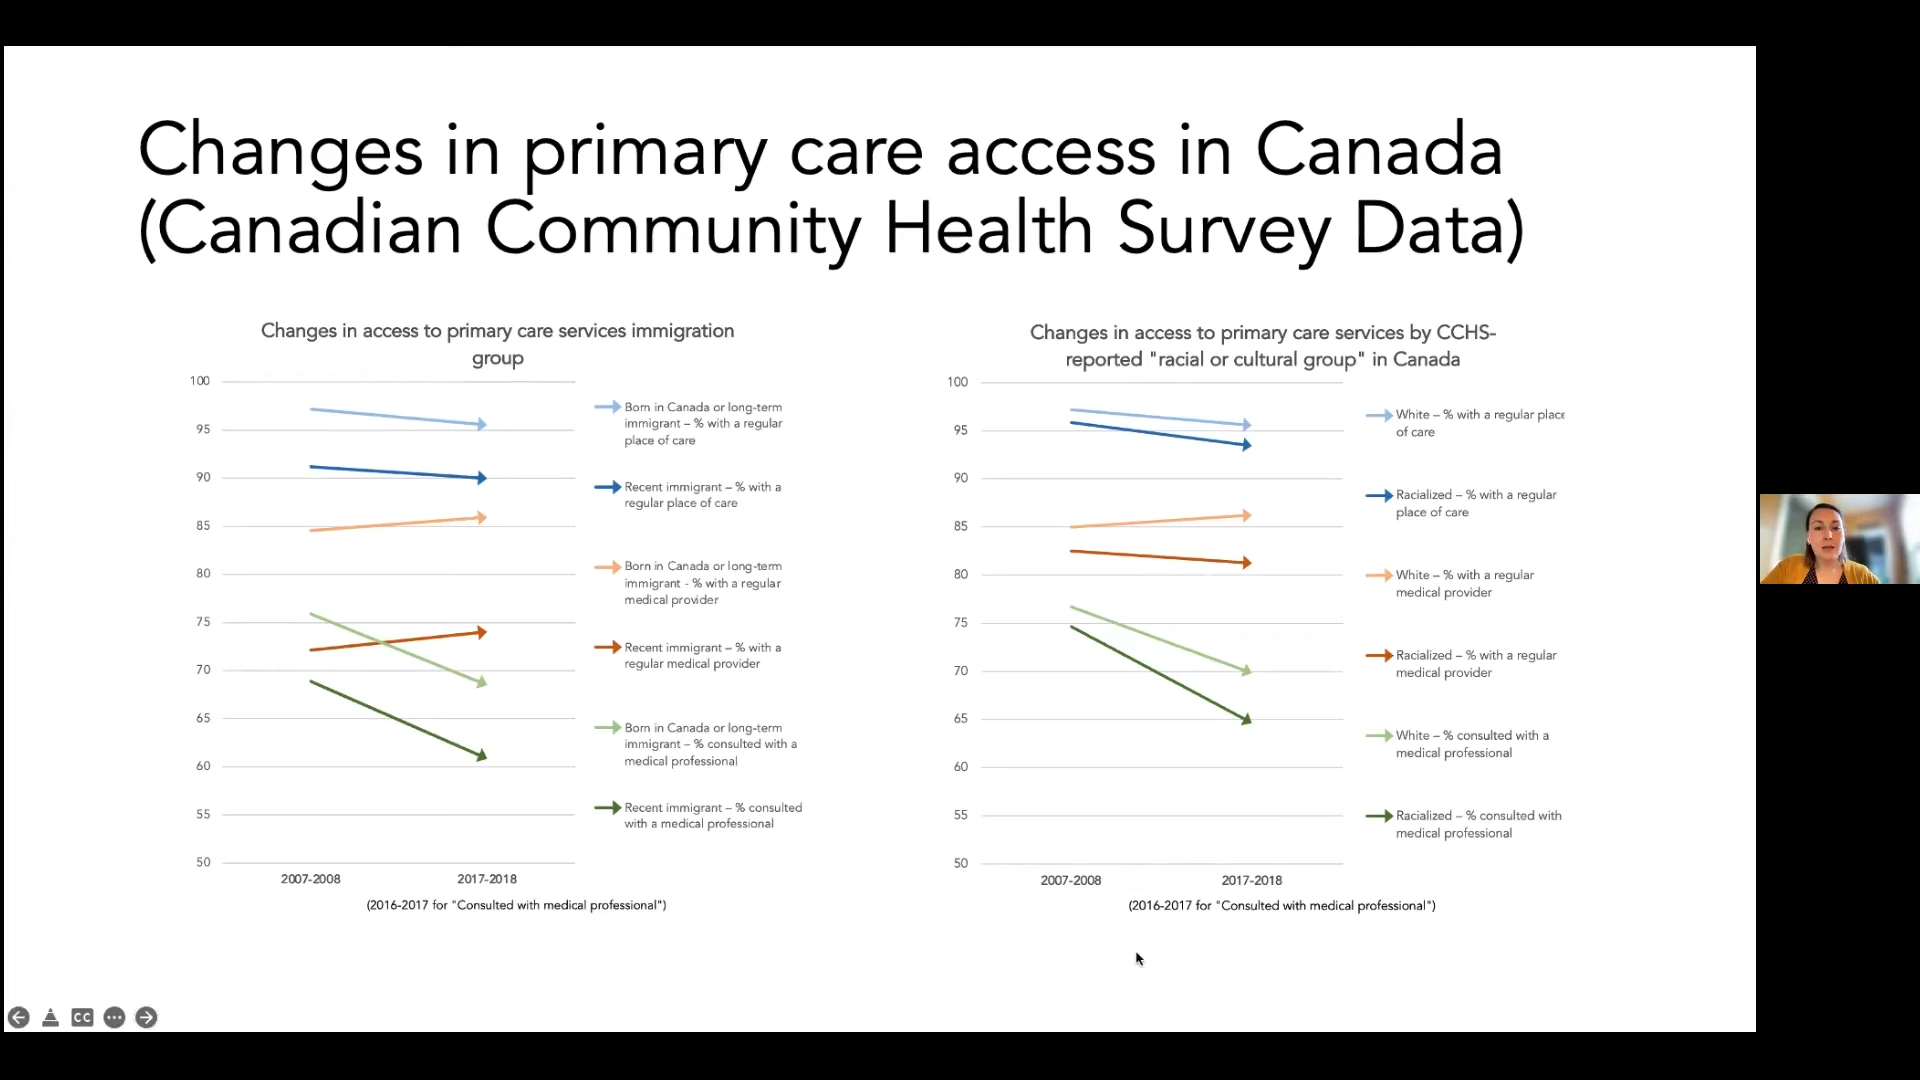 Changes in primary care access in Canada
(Canadian Community Health Survey Data)
Changes in access to primary care services immigration
group
100
95
90
85
80
75
70
65
60
55
50
2007-2008
2017-2018
(2016-2017 for "Consulted with medical professional")
Born in Canada or long-term
immigrant – % with a regular
place of care
Recent immigrant – % with a
regular place of care
Born in Canada or long-term
immigrant - % with a regular
medical provider
Recent immigrant – % with a
regular medical provider
Born in Canada or long-term
immigrant – % consulted with a
medical professional
Recent immigrant – % consulted
with a medical professional
Changes in access to primary care services by CCHS-
reported "racial or cultural group" in Canada
100
95
90
85
80
75
70
65
60
55
50
2007-2008
2017-2018
(2016-2017 for "Consulted with medical professional")
White – % with a regular place
of care
Racialized – % with a regular
place of care
White – % with a regular
medical provider
Racialized – % with a regular
medical provider
White – % consulted with a
medical professional
Racialized – % consulted with
medical professional
CC